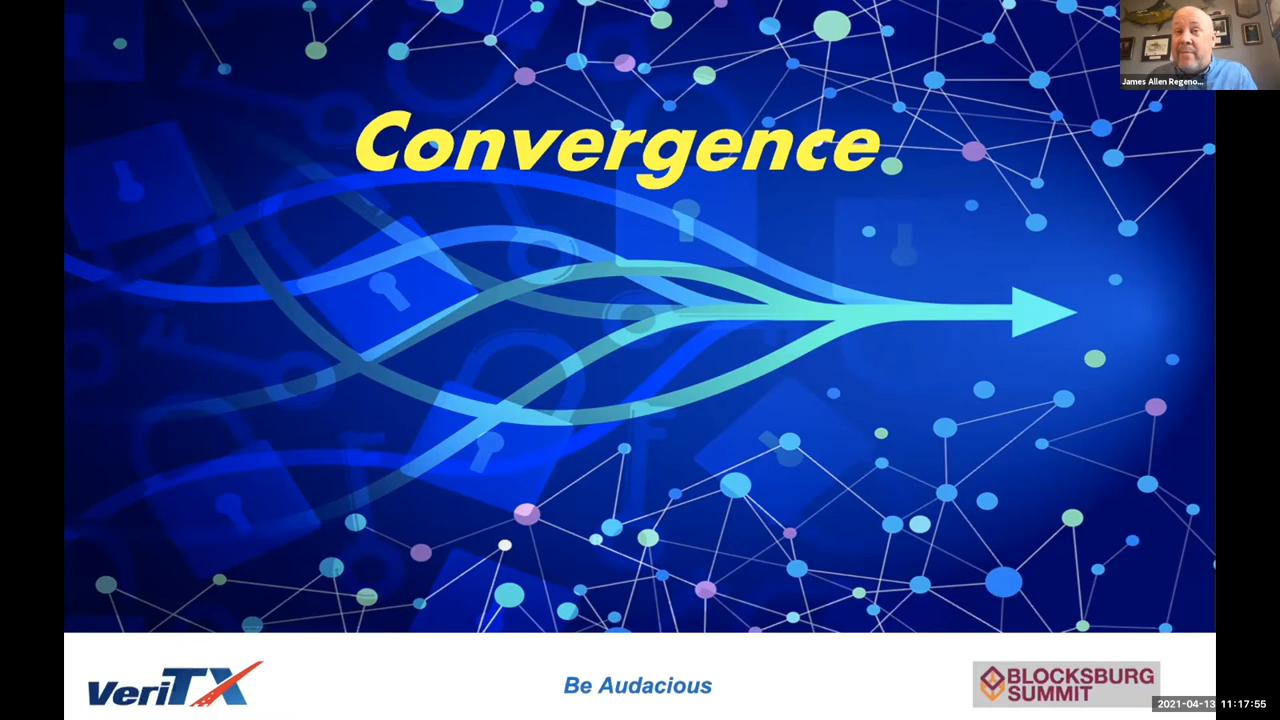 James Allen Regeno...
Convergence
VeriTX
Be Audacious
BLOCKSBURG
SUMMIT
2021-04-13 11:17:55